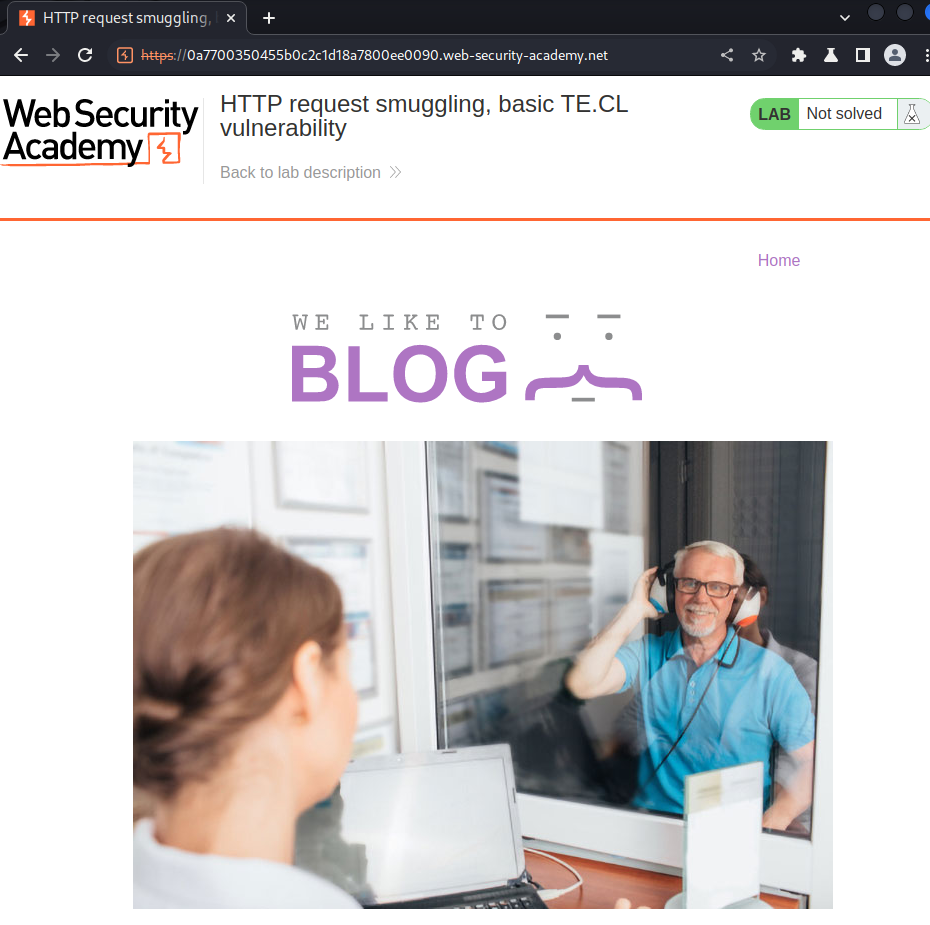 HTTP request smuggling,
https://0a7700350455b0c2c1d18a7800ee0090.web-security-academy.net
Web Security
Academy
HTTP request smuggling, basic TE.CL
vulnerability
Back to lab description
LAB Not solved
Home
WE LIKE TO
BLOG